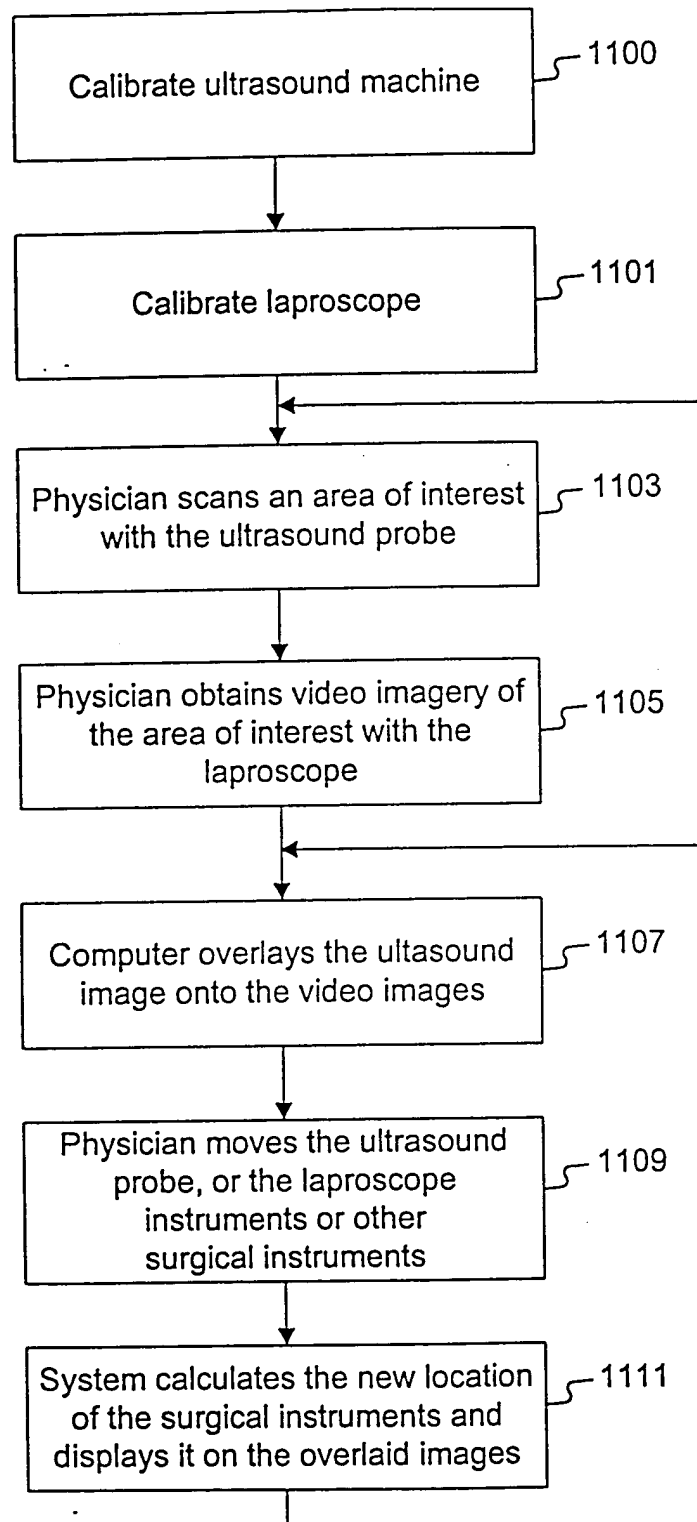 Calibrate ultrasound machine
1100
Calibrate laproscope
1101
Physician scans an area of interest
with the ultrasound probe
1103
Physician obtains video imagery of
the area of interest with the
laproscope
1105
Computer overlays the ultasound
image onto the video images
1107
Physician moves the ultrasound
probe, or the laproscope
instruments or other
surgical instruments
1109
System calculates the new location
of the surgical instruments and
displays it on the overlaid images
1111